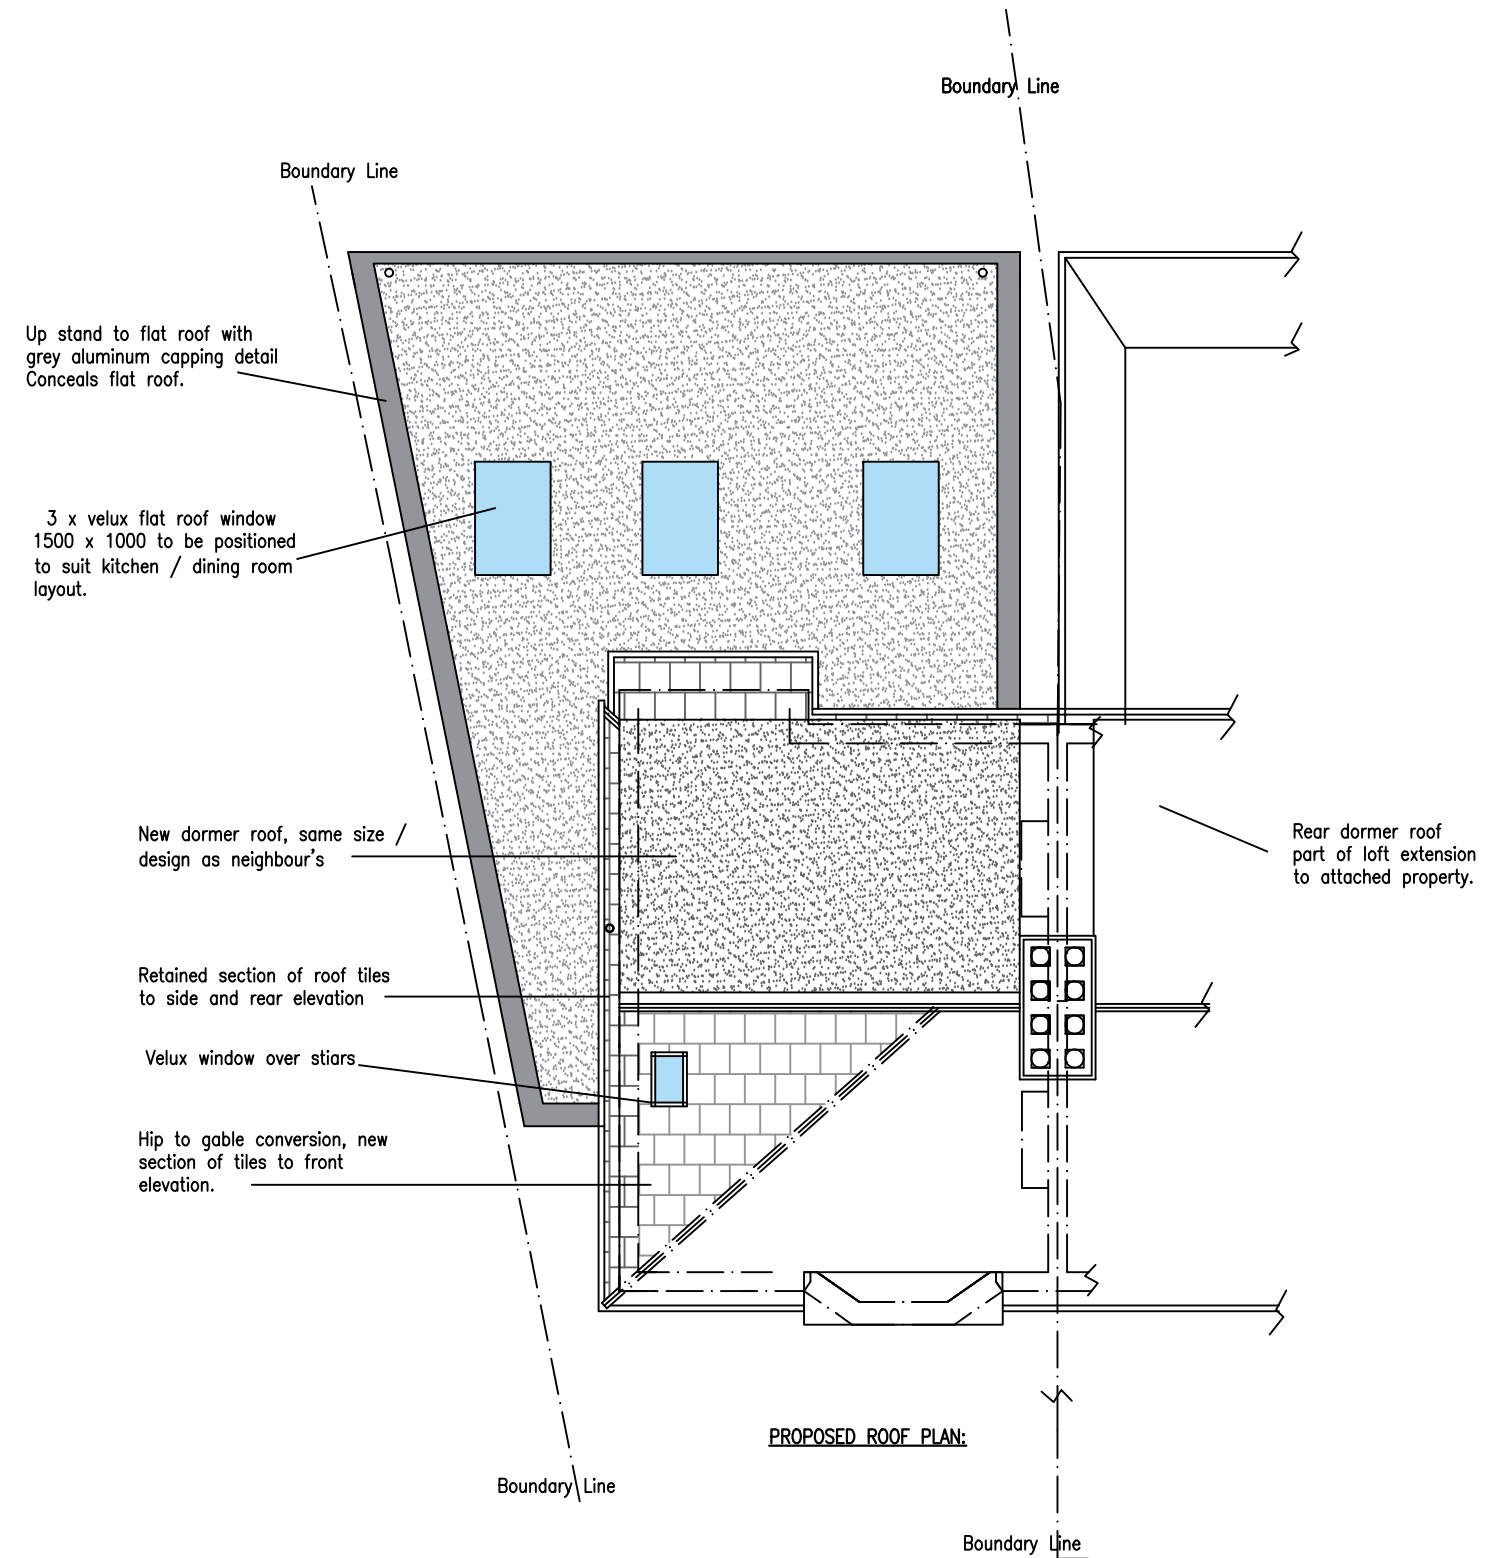 Boundary Line
Boundary Line
Up stand to flat roof with
grey aluminum capping detail
Conceals flat roof.
3 x velux flat roof window
1500 x 1000 to be positioned
to suit kitchen / dining room
layout.
New dormer roof, same size /
design as neighbour's
Rear dormer roof
part of loft extension
to attached property.
Retained section of roof tiles
to side and rear elevation
Velux window over stiars
Hip to gable conversion, new
section of tiles to front
elevation.
PROPOSED ROOF PLAN:
Boundary Line
Boundary Line